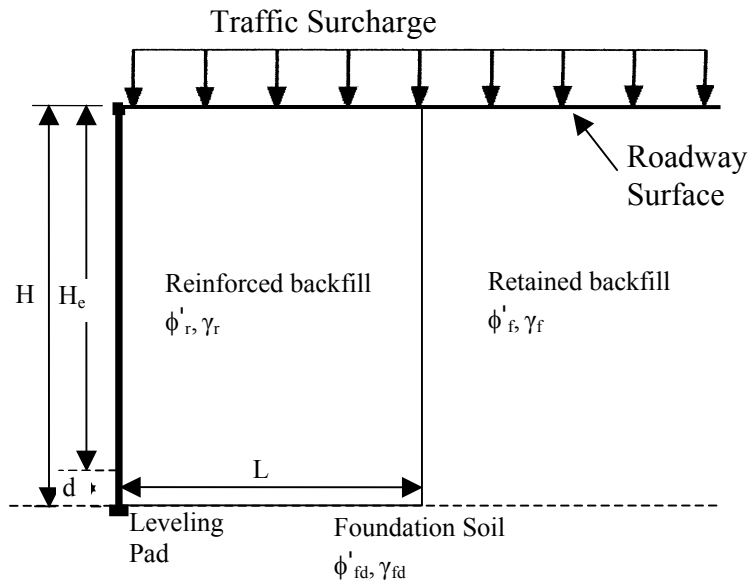 Traffic Surcharge
Roadway
Surface
Reinforced backfill
ϕ'r, γr
Retained backfill
ϕ'f, γf
H
He
d
L
Leveling
Pad
Foundation Soil
ϕ'fd, γfd